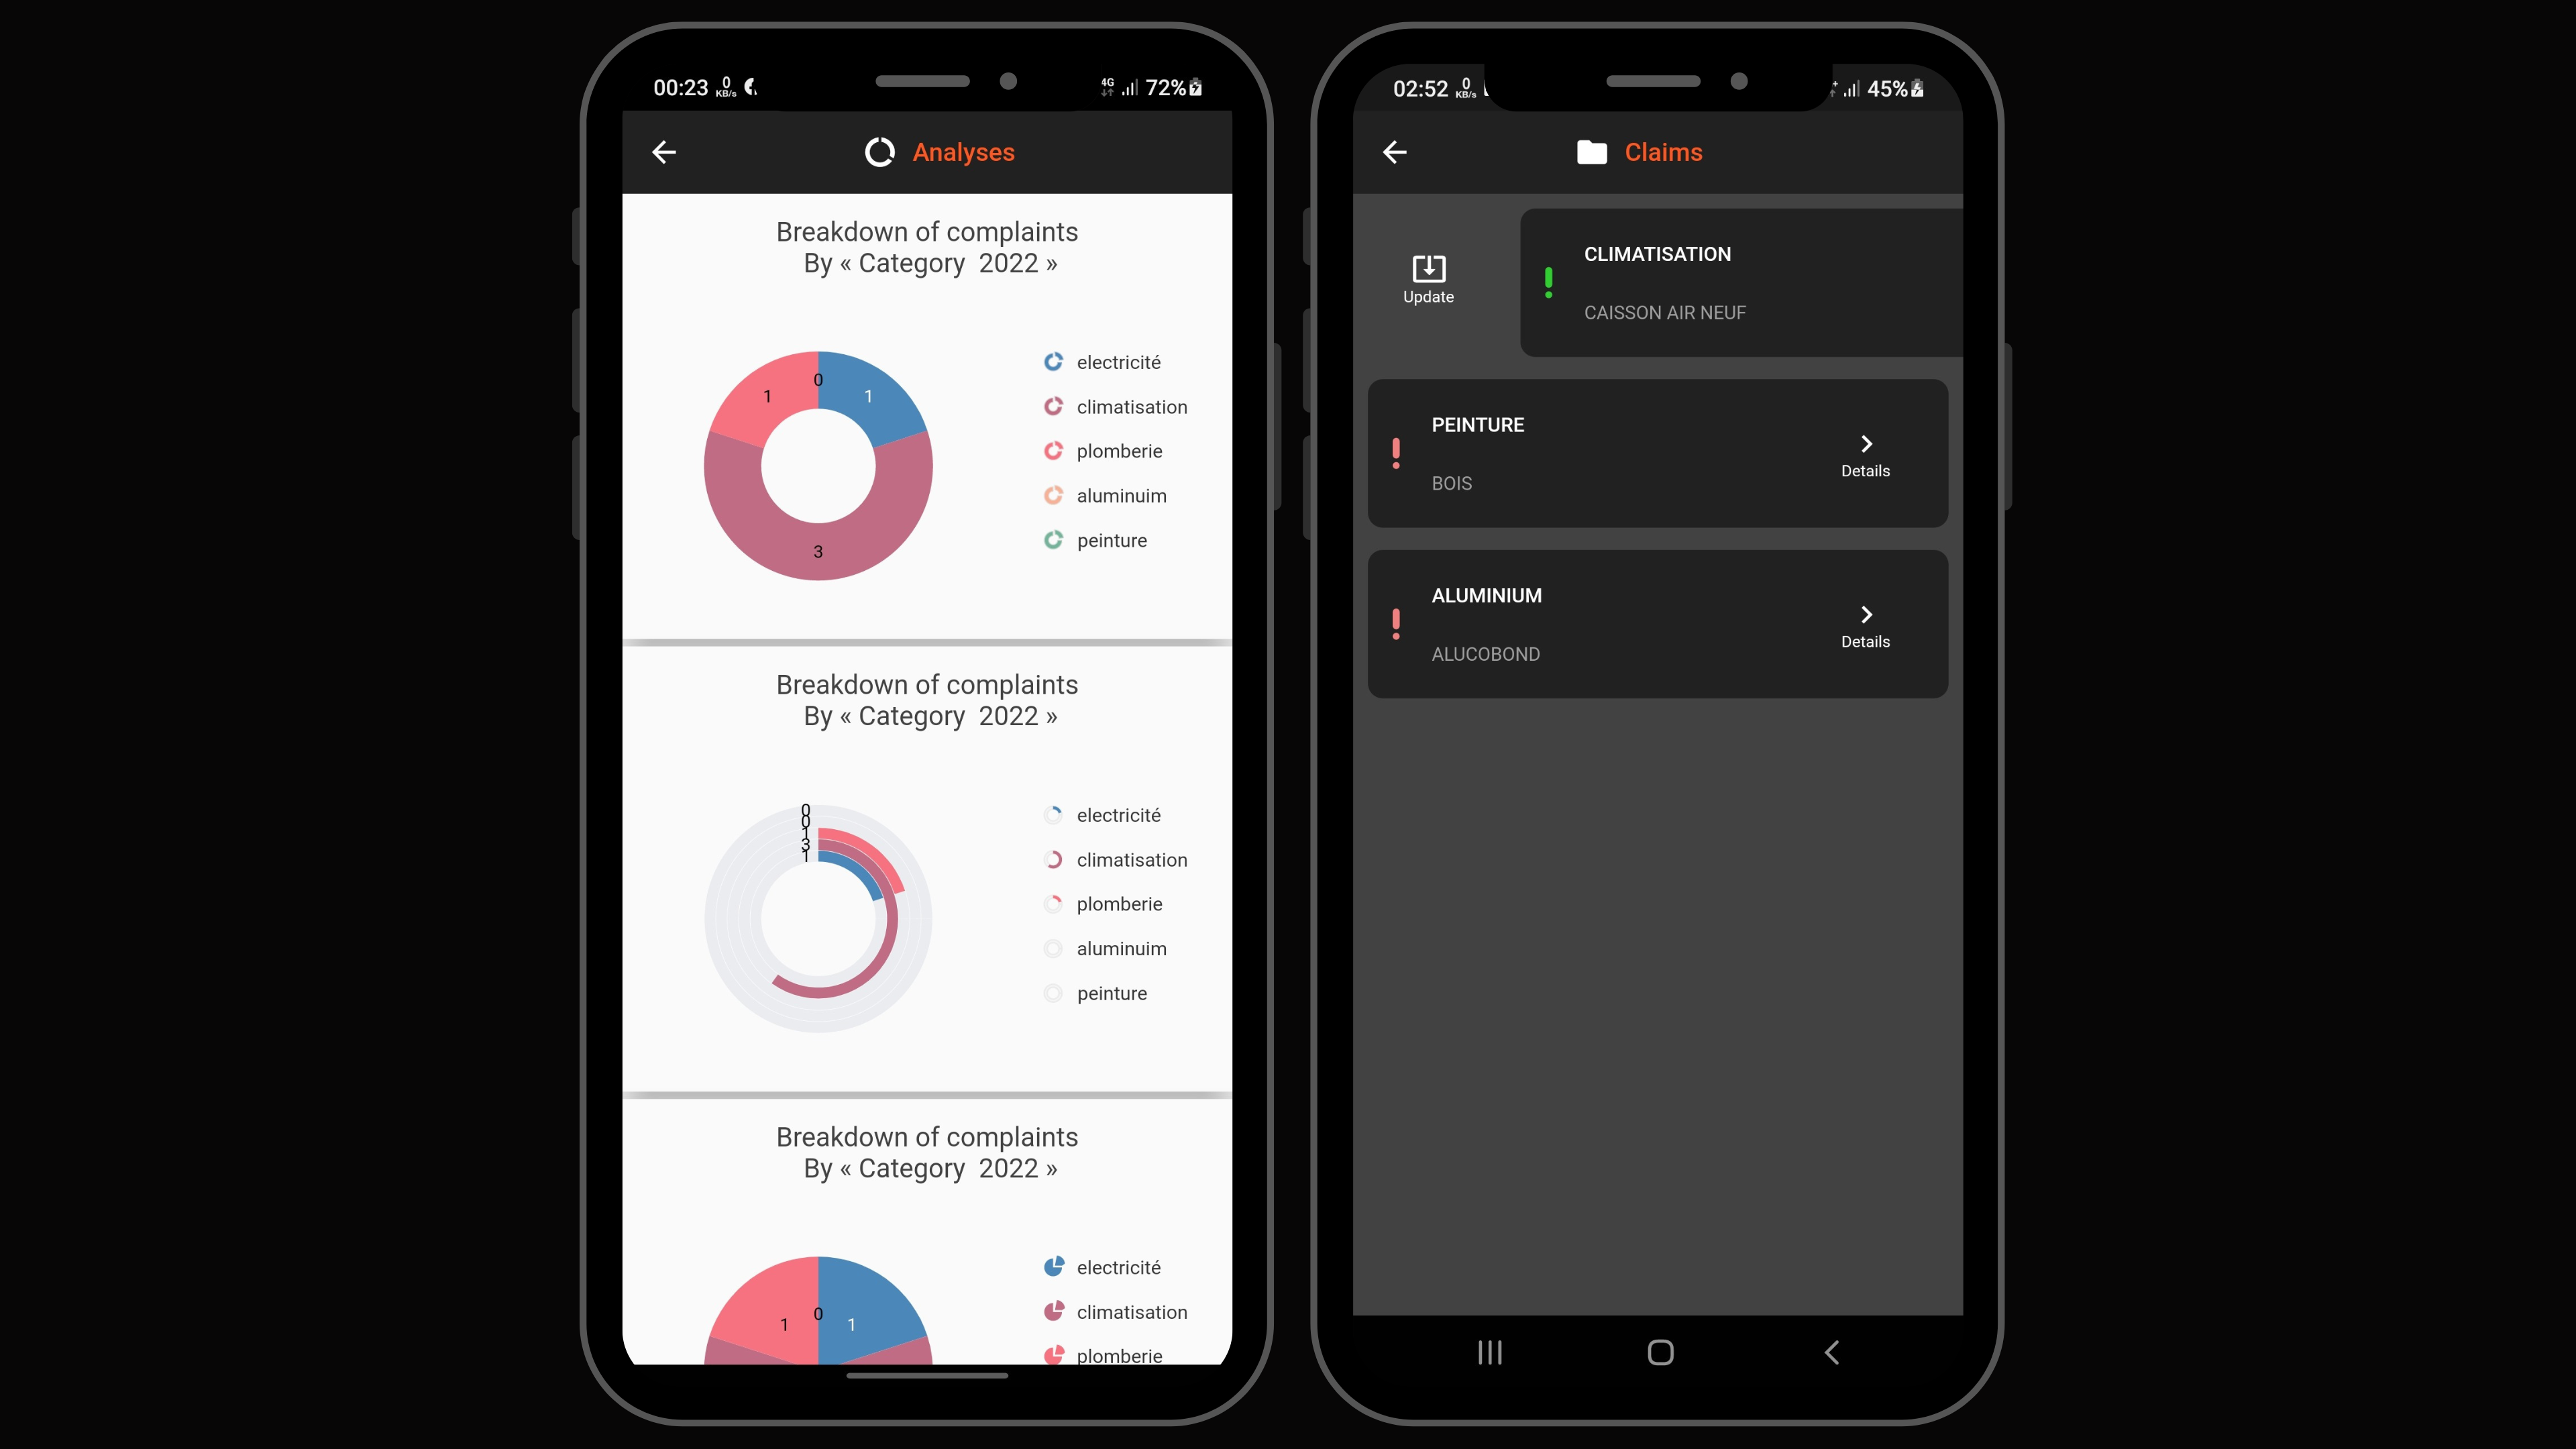 00:23 0 KB/s 4G 72%
Analyses
Breakdown of complaints
By « Category 2022 »
0
1
1
3
electricité
climatisation
plomberie
aluminuim
peinture
Breakdown of complaints
By « Category 2022 »
0
0
1
3
1
electricité
climatisation
plomberie
aluminuim
peinture
Breakdown of complaints
By « Category 2022 »
1
0
1
electricité
climatisation
plomberie
02:52 0 KB/s 45%
Claims
Update
CLIMATISATION
CAISSON AIR NEUF
PEINTURE
BOIS
Details
ALUMINIUM
ALUCOBOND
Details